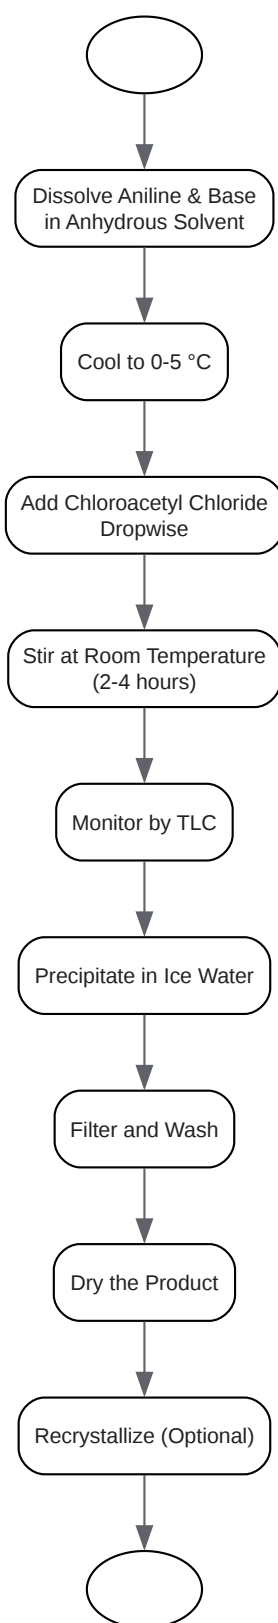 Dissolve Aniline & Base
in Anhydrous Solvent
Cool to 0-5 °C
Add Chloroacetyl Chloride
Dropwise
Stir at Room Temperature
(2-4 hours)
Monitor by TLC
Precipitate in Ice Water
Filter and Wash
Dry the Product
Recrystallize (Optional)